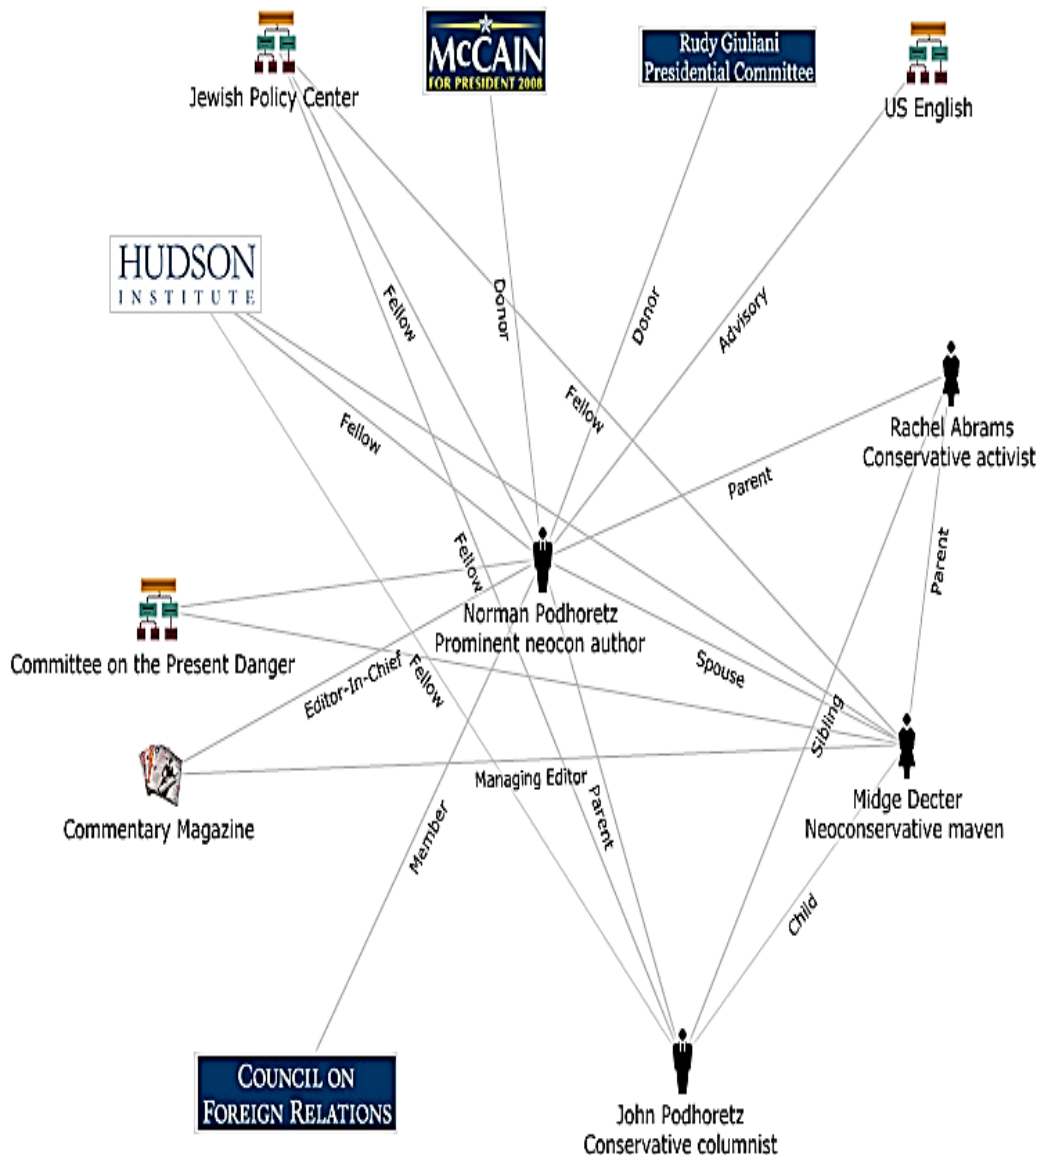 McCAIN
FOR PRESIDENT 2008
Rudy Giuliani
Presidential Committee
Jewish Policy Center
US English
HUDSON
INSTITUTE
Fellow
Donor
Donor
Advisory
Fellow
Fellow
Rachel Abrams
Conservative activist
Parent
Parent
Fellow
Norman Podhoretz
Prominent neocon author
Committee on the Present Danger
Editor-In-Chief
Fellow
Spouse
Sibling
Managing Editor
Commentary Magazine
Member
Parent
Midge Decter
Neoconservative maven
Child
COUNCIL ON
FOREIGN RELATIONS
John Podhoretz
Conservative columnist